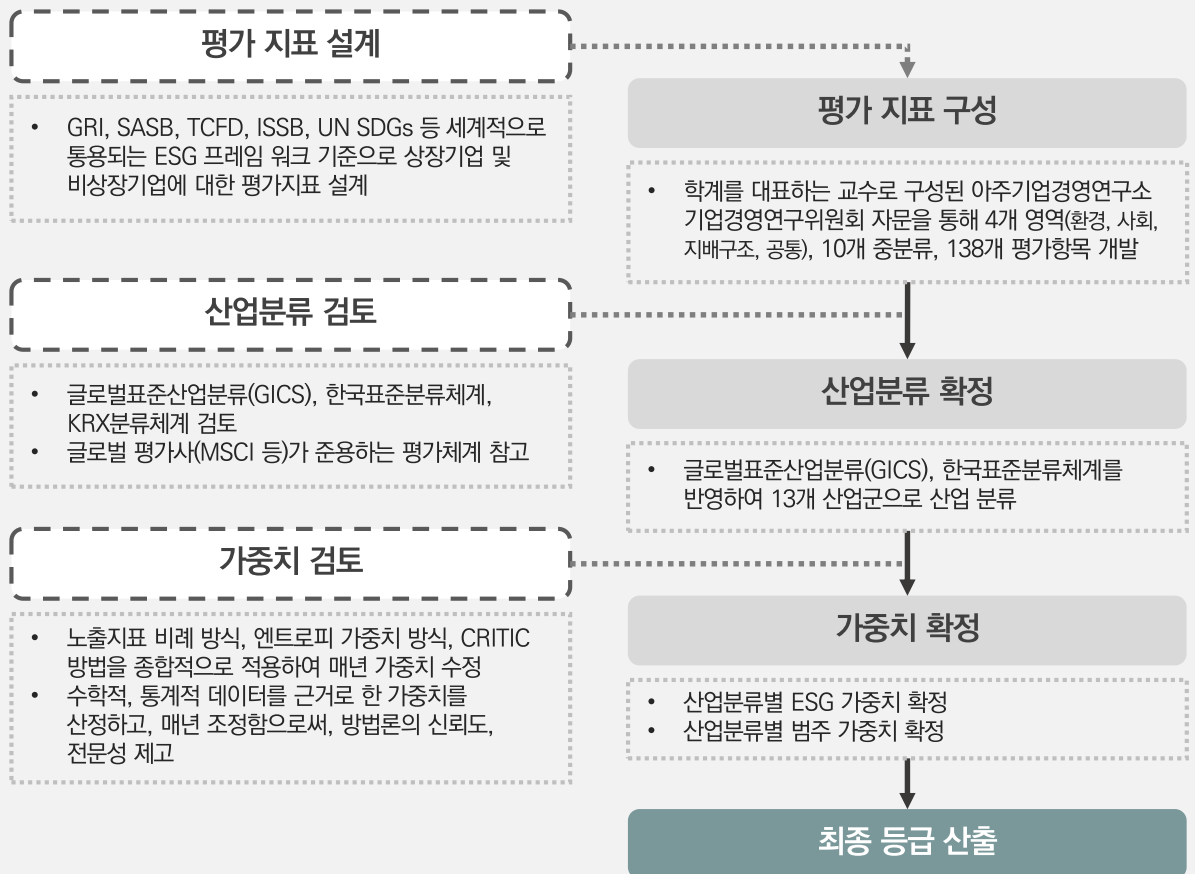 평가 지표 설계
• GRI, SASB, TCFD, ISSB, UN SDGs 등 세계적으로
통용되는 ESG 프레임 워크 기준으로 상장기업 및
비상장기업에 대한 평가지표 설계
평가 지표 구성
• 학계를 대표하는 교수로 구성된 아주기업경영연구소
기업경영연구위원회 자문을 통해 4개 영역(환경, 사회,
지배구조, 공통), 10개 중분류, 138개 평가항목 개발
산업분류 검토
• 글로벌표준산업분류(GICS), 한국표준분류체계,
KRX분류체계 검토
• 글로벌 평가사(MSCI 등)가 준용하는 평가체계 참고
산업분류 확정
• 글로벌표준산업분류(GICS), 한국표준분류체계를
반영하여 13개 산업군으로 산업 분류
가중치 검토
• 노출지표 비례 방식, 엔트로피 가중치 방식, CRITIC
방법을 종합적으로 적용하여 매년 가중치 수정
• 수학적, 통계적 데이터를 근거로 한 가중치를
산정하고, 매년 조정함으로써, 방법론의 신뢰도,
전문성 제고
가중치 확정
• 산업분류별 ESG 가중치 확정
• 산업분류별 범주 가중치 확정
최종 등급 산출